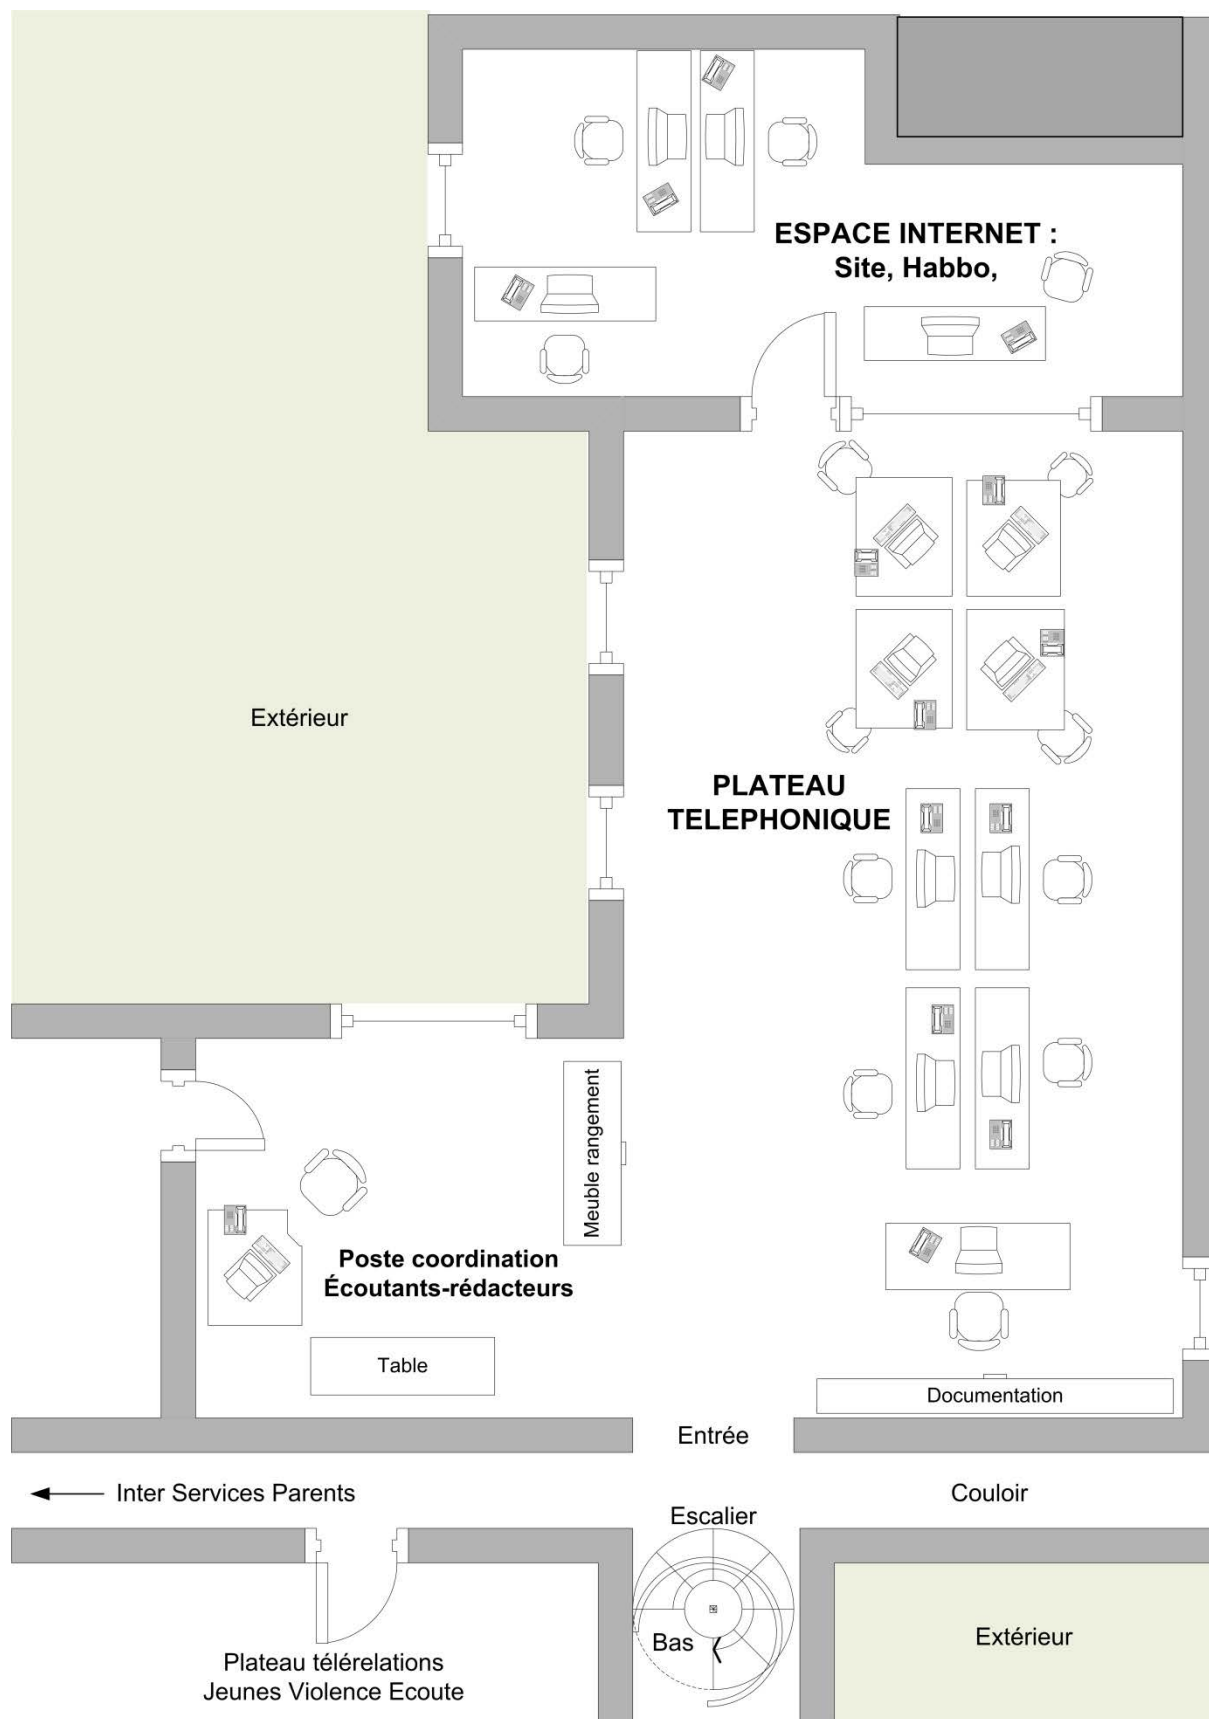 ESPACE INTERNET :
Site, Habbo,
Extérieur
PLATEAU
TELEPHONIQUE
Meuble rangement
Poste coordination
Écoutants-rédacteurs
Table
Documentation
Entrée
Inter Services Parents
Couloir
Escalier
Bas
Extérieur
Plateau télérelations
Jeunes Violence Ecoute